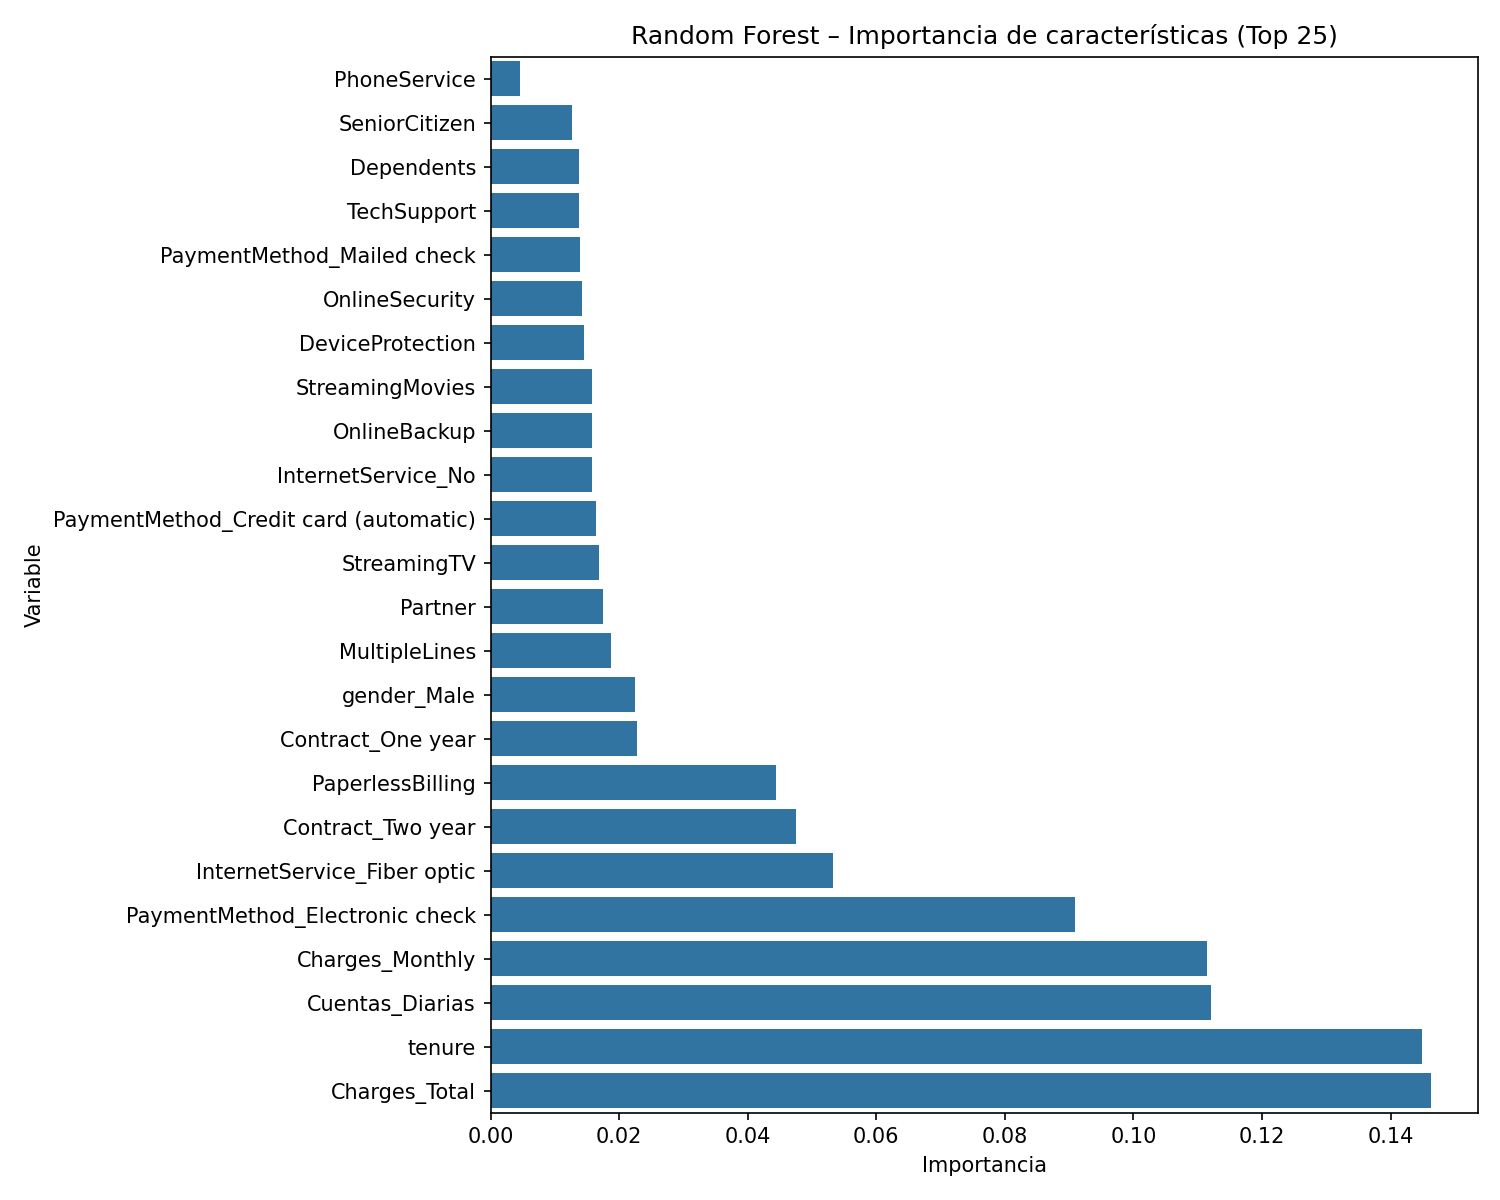 Random Forest – Importancia de características (Top 25)
Variable
PhoneService
SeniorCitizen
Dependents
TechSupport
PaymentMethod_Mailed check
OnlineSecurity
DeviceProtection
StreamingMovies
OnlineBackup
InternetService_No
PaymentMethod_Credit card (automatic)
StreamingTV
Partner
MultipleLines
gender_Male
Contract_One year
PaperlessBilling
Contract_Two year
InternetService_Fiber optic
PaymentMethod_Electronic check
Charges_Monthly
Cuentas_Diarias
tenure
Charges_Total
0.00 0.02 0.04 0.06 0.08 0.10 0.12 0.14
Importancia